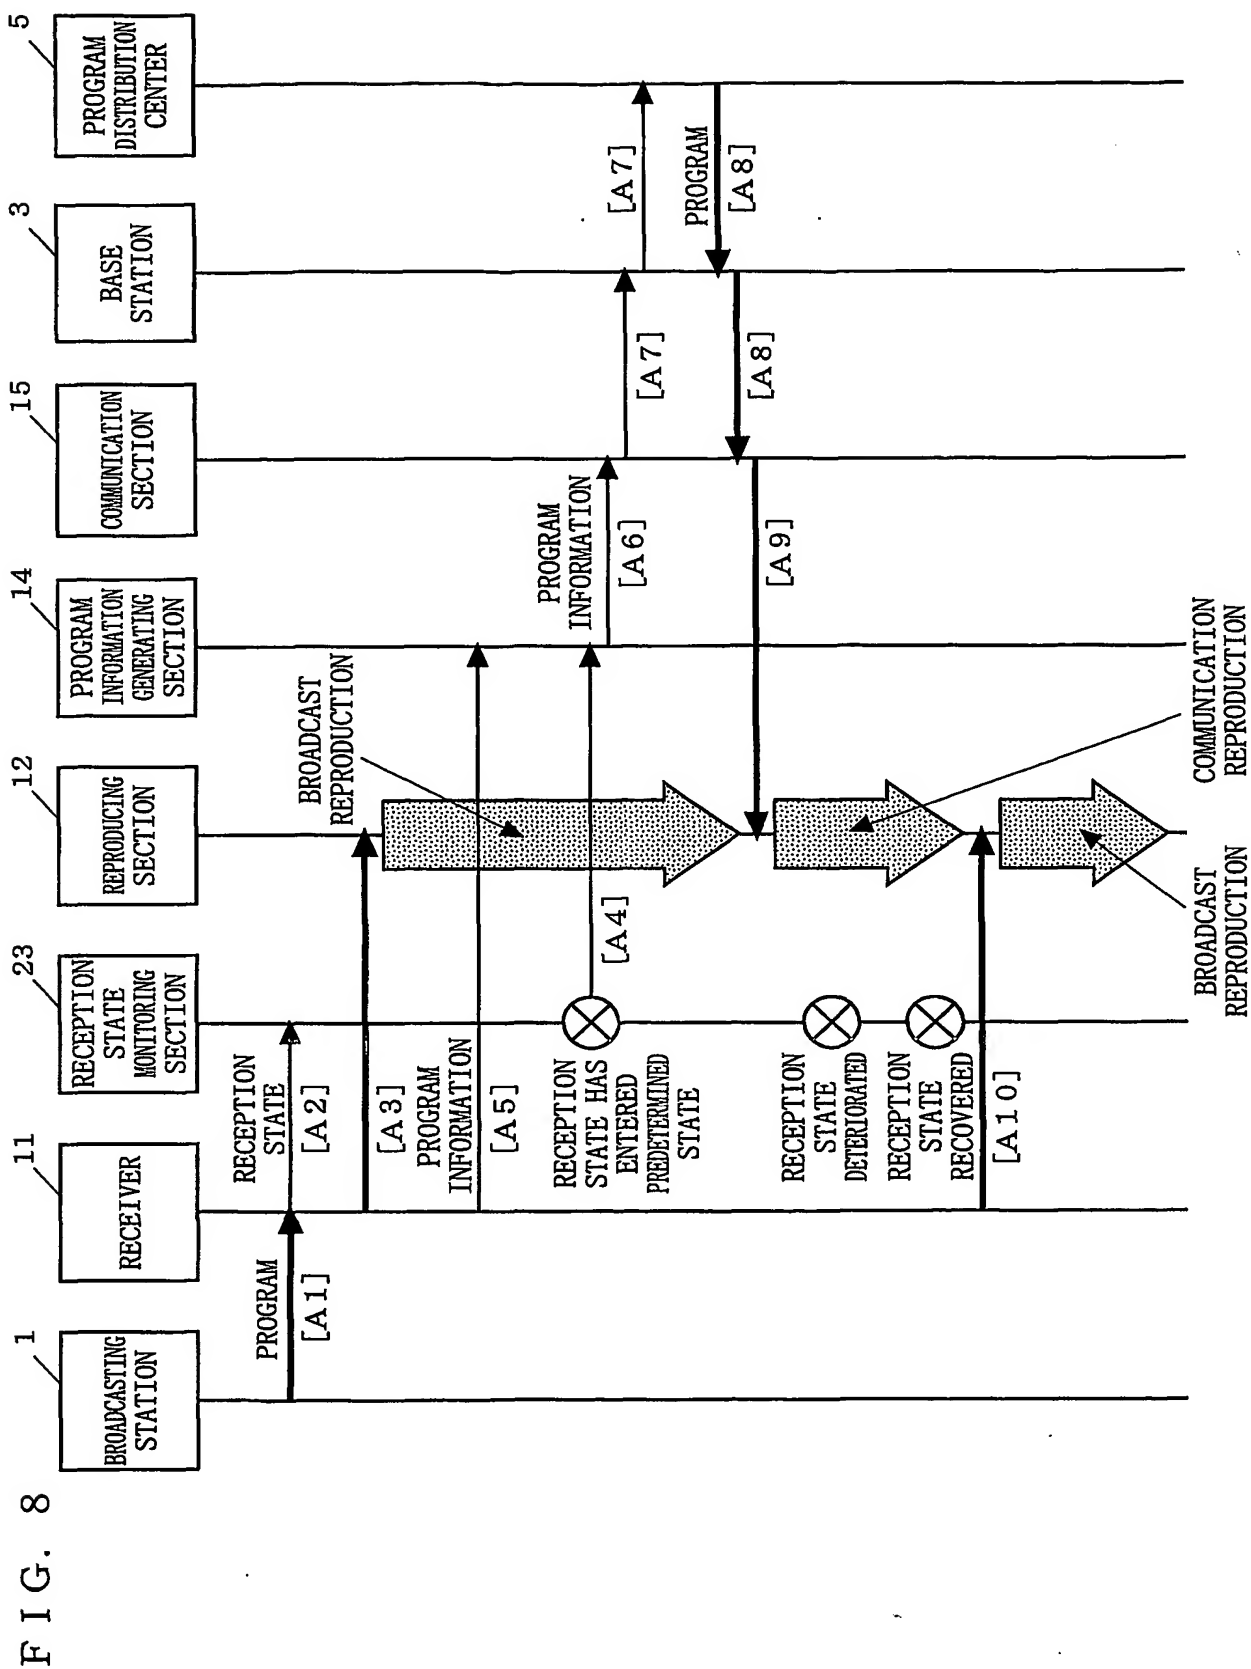 FIG. 8
1
BROADCASTING
STATION
11
RECEIVER
23
RECEPTION
STATE
MONITORING
SECTION
12
REPRODUCING
SECTION
14
PROGRAM
INFORMATION
GENERATING
SECTION
15
COMMUNICATION
SECTION
3
BASE
STATION
5
PROGRAM
DISTRIBUTION
CENTER
PROGRAM
[A1]
RECEPTION
STATE
[A2]
[A3]
BROADCAST
REPRODUCTION
PROGRAM
INFORMATION
[A5]
RECEPTION
STATE HAS
ENTERED
PREDETERMINED
STATE
[A4]
PROGRAM
INFORMATION
[A6]
[A7]
[A7]
PROGRAM
[A8]
[A8]
[A9]
RECEPTION
STATE
DETERIORATED
RECEPTION
STATE
RECOVERED
[A10]
COMMUNICATION
REPRODUCTION
BROADCAST
REPRODUCTION